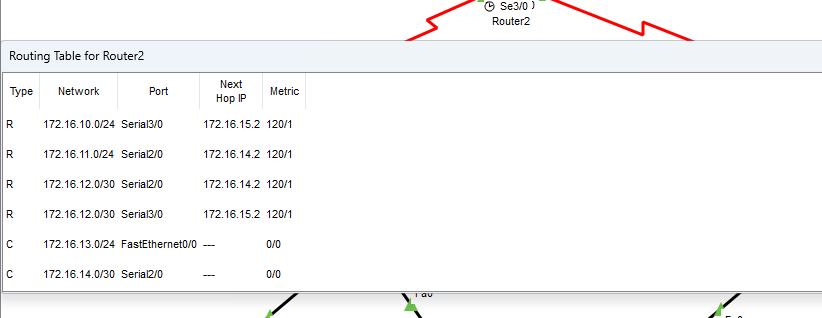 Se3/0 )
Router2
Routing Table for Router2
Type Network Port Next Hop IP Metric
R 172.16.10.0/24 Serial3/0 172.16.15.2 120/1
R 172.16.11.0/24 Serial2/0 172.16.14.2 120/1
R 172.16.12.0/30 Serial2/0 172.16.14.2 120/1
R 172.16.12.0/30 Serial3/0 172.16.15.2 120/1
C 172.16.13.0/24 FastEthernet0/0 --- 0/0
C 172.16.14.0/30 Serial2/0 --- 0/0
Fa0